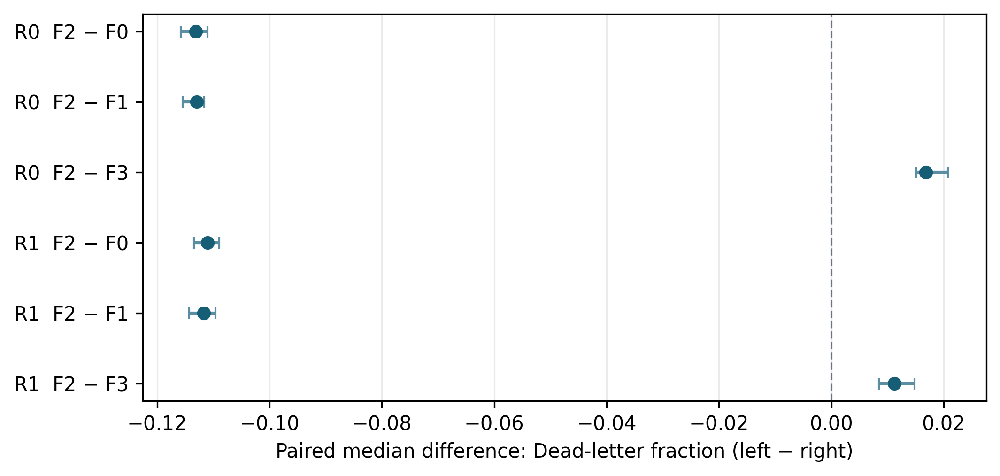 R0  F2 − F0
R0  F2 − F1
R0  F2 − F3
R1  F2 − F0
R1  F2 − F1
R1  F2 − F3
−0.12 −0.10 −0.08 −0.06 −0.04 −0.02 0.00 0.02
Paired median difference: Dead-letter fraction (left − right)